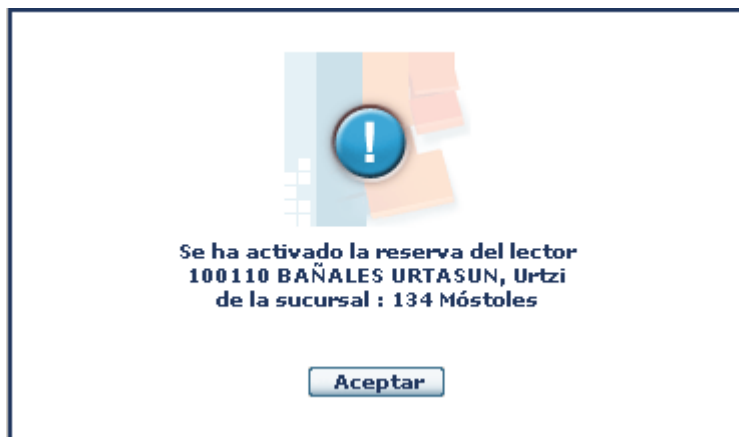 !
Se ha activado la reserva del lector
100110 BAÑALES URTASUN, Urtzi
de la sucursal : 134 Móstoles
Aceptar